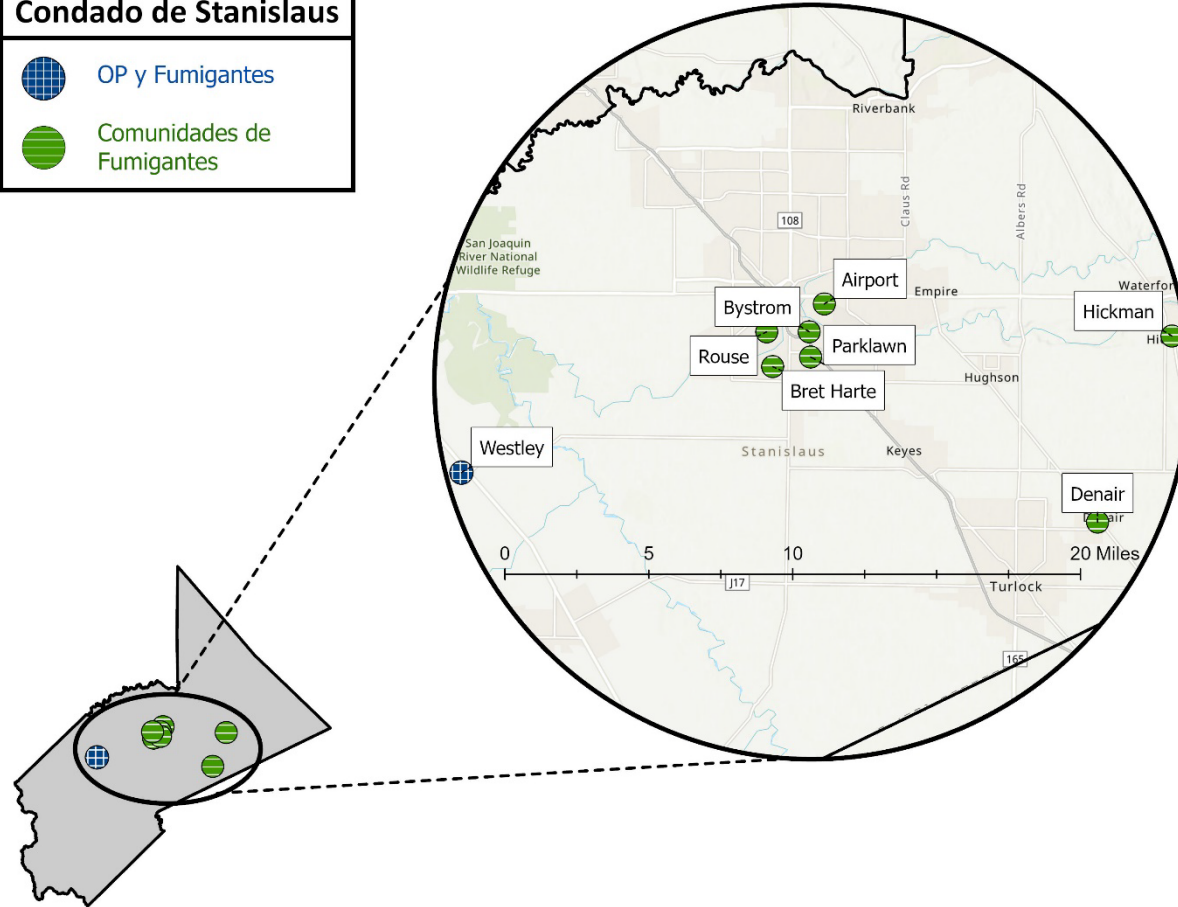 Condado de Stanislaus
OP y Fumigantes
Comunidades de
Fumigantes
Riverbank
Claus Rd
Albers Rd
108
San Joaquin
River National
Wildlife Refuge
Airport
Empire
Waterfor
Bystrom
Hickman
Parklawn
Rouse
Hughson
Bret Harte
Westley
Stanislaus
Keyes
Denair
0 5 10 20 Miles
J17
Turlock
165